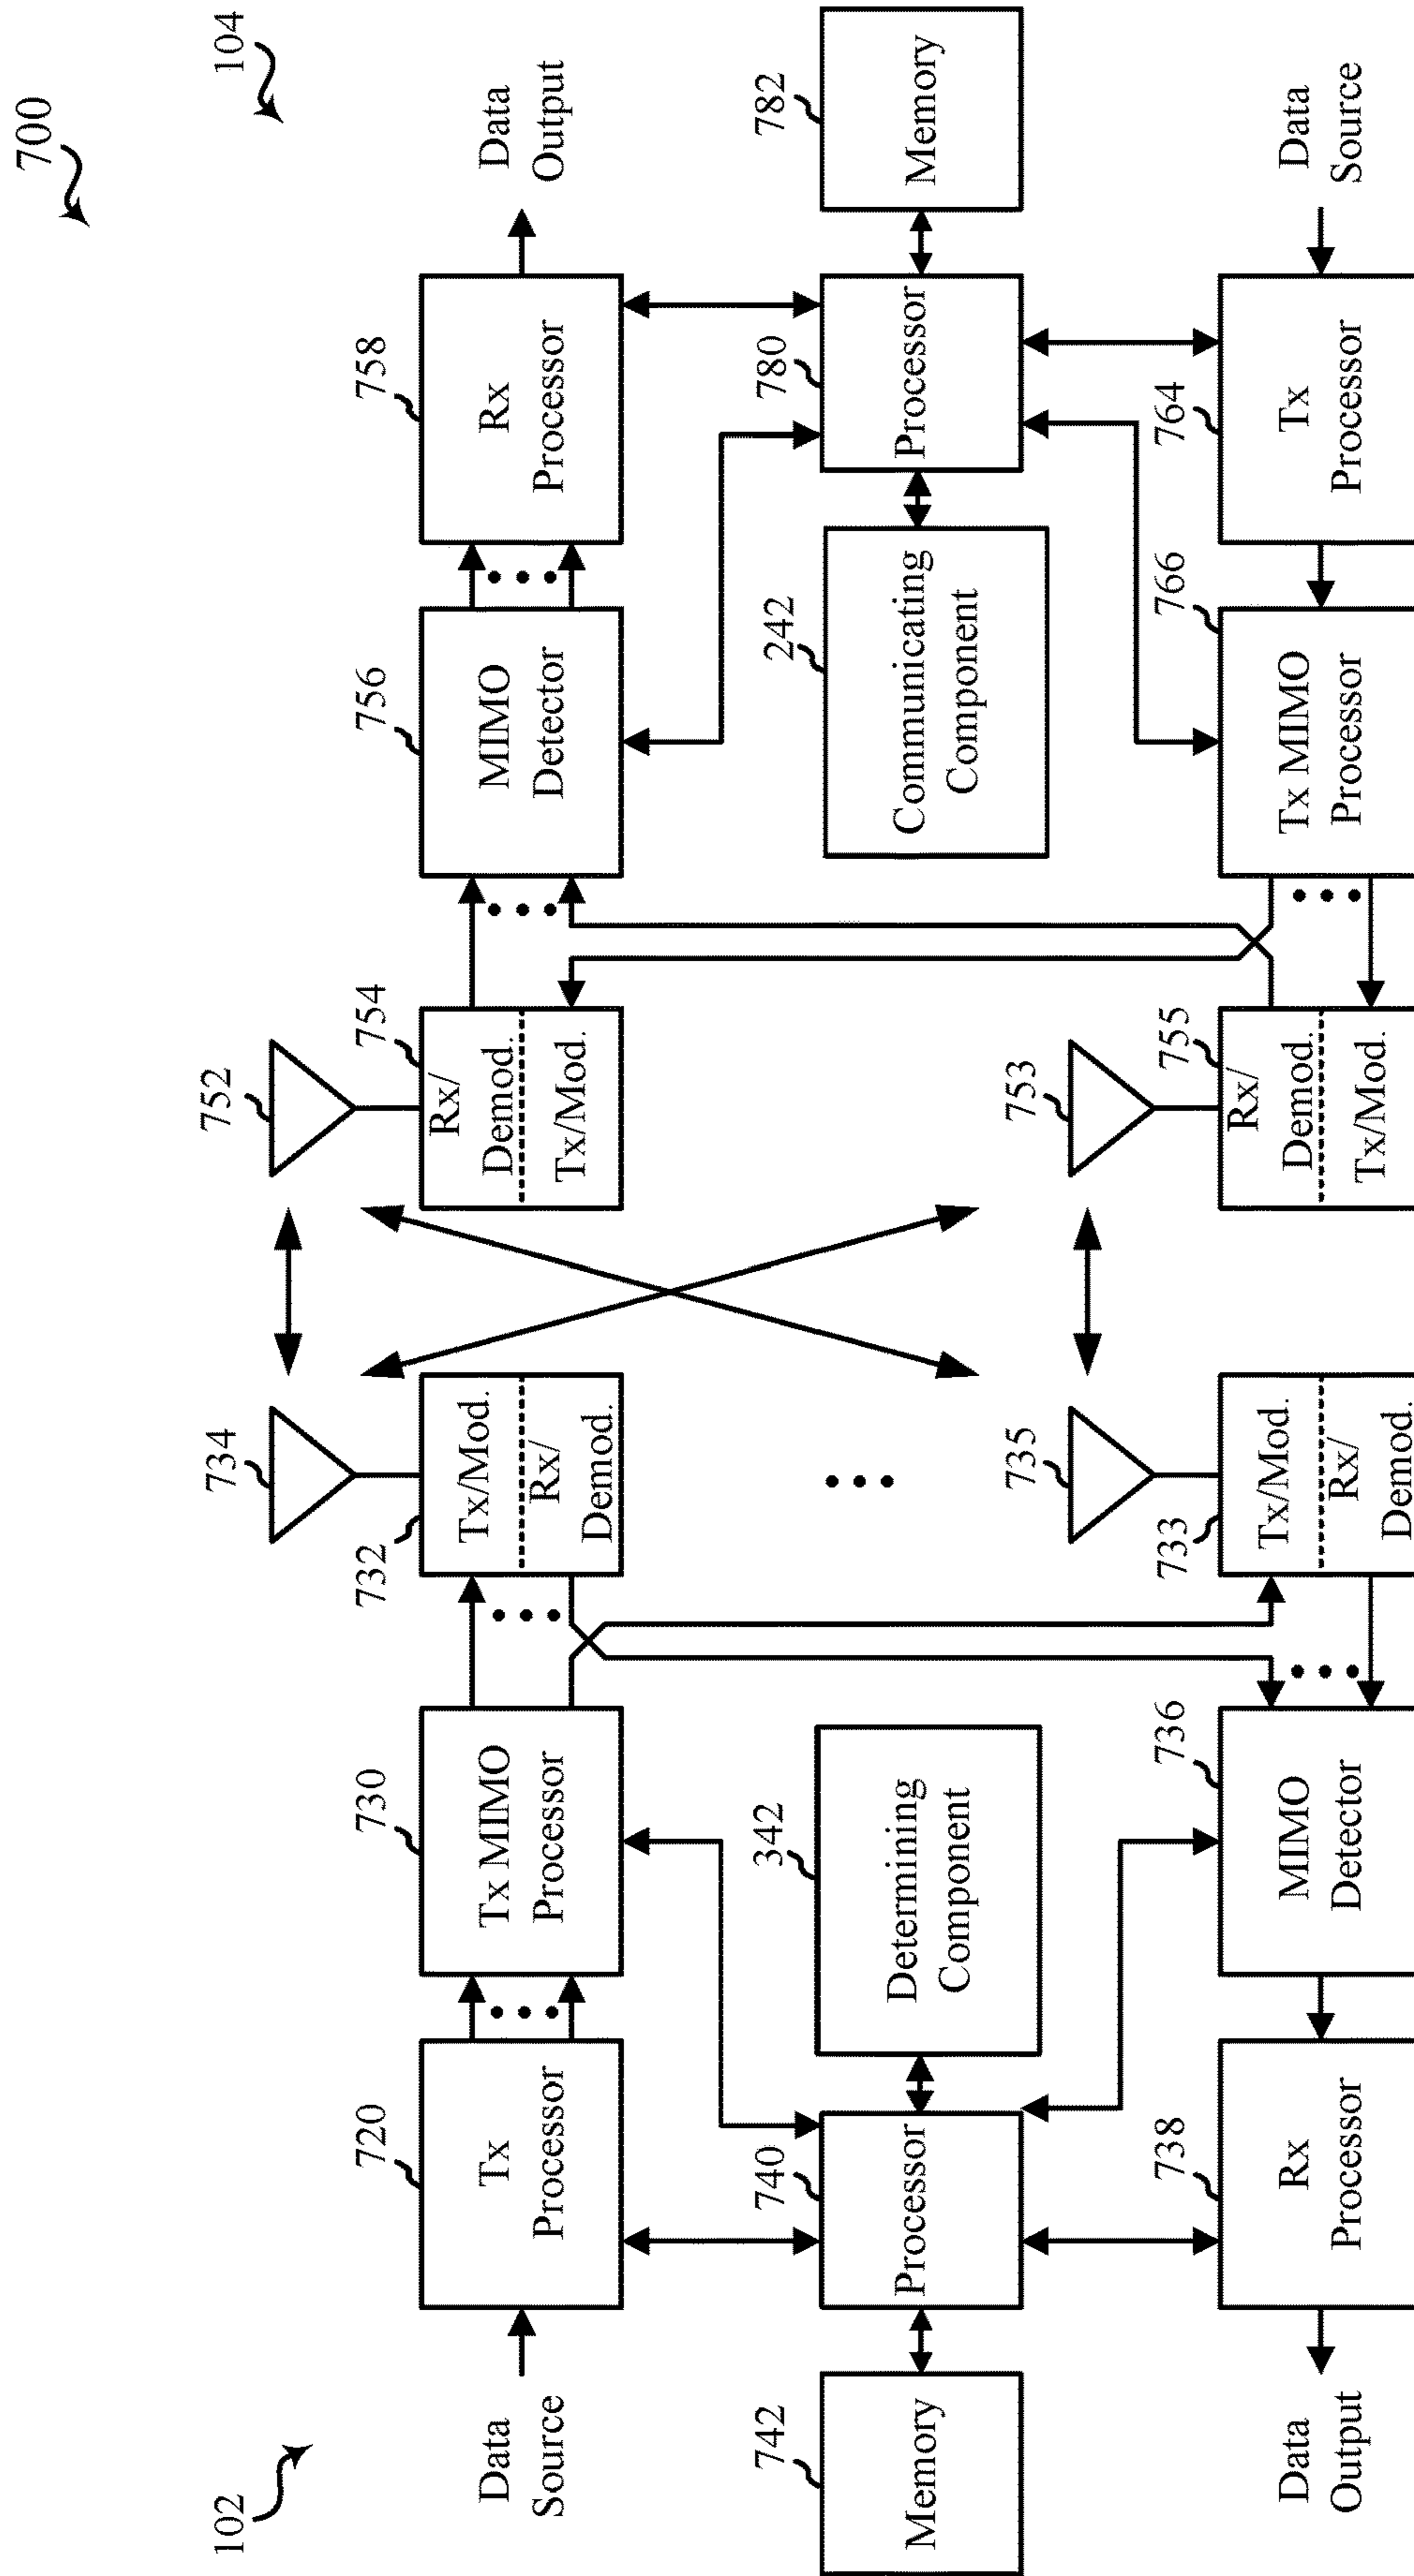 700
102
104
734
752
720
730
732
754
756
758
Data
Source
Tx
Processor
Tx MIMO
Processor
Tx/Mod.
Rx/
Demod.
Rx/
Demod.
Tx/Mod.
MIMO
Detector
Rx
Processor
Data
Output
742
740
342
242
780
782
Memory
Processor
Determining
Component
Communicating
Component
Processor
Memory
735
753
738
736
733
755
766
764
Data
Output
Rx
Processor
MIMO
Detector
Tx/Mod.
Rx/
Demod.
Rx/
Demod.
Tx/Mod.
Tx MIMO
Processor
Tx
Processor
Data
Source